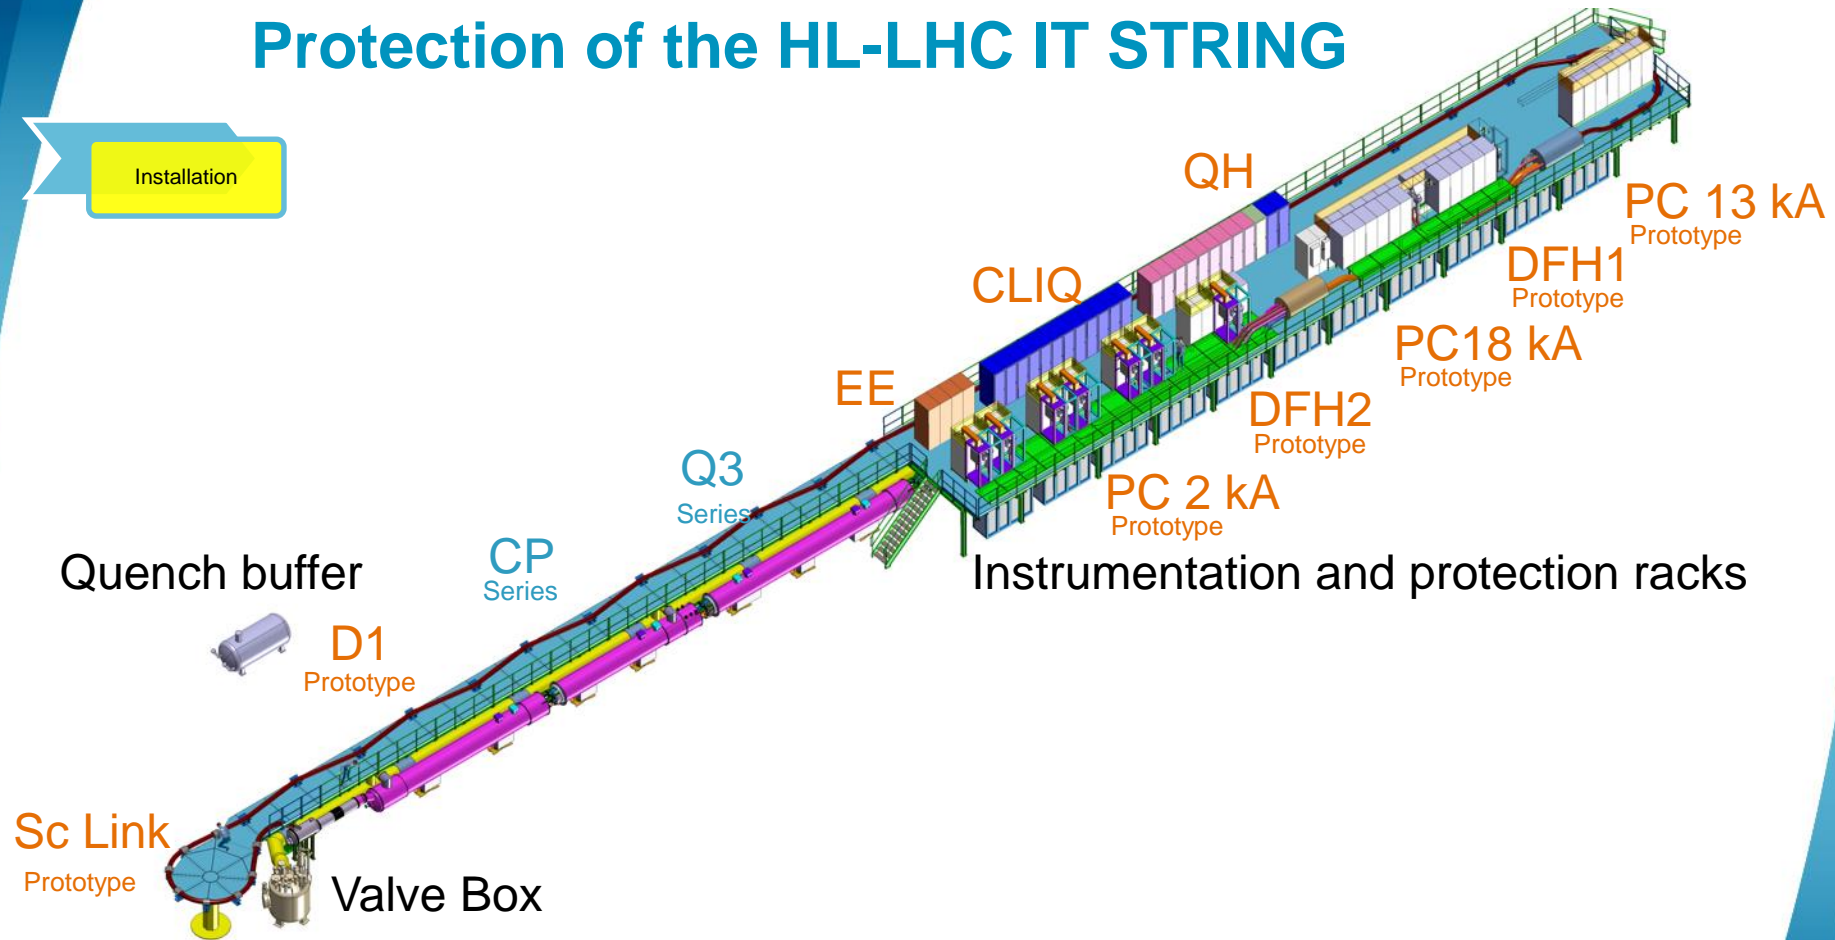 Protection of the HL-LHC IT STRING
Installation
QH
PC 13 kA
Prototype
CLIQ
DFH1
Prototype
PC18 kA
Prototype
EE
DFH2
Prototype
Q3
Series
PC 2 kA
Prototype
CP
Series
Quench buffer
Instrumentation and protection racks
D1
Prototype
Sc Link
Prototype
Valve Box